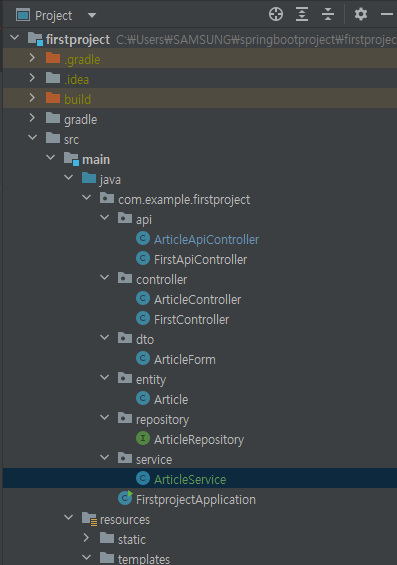 Project
firstproject C:₩Users₩SAMSUNG₩springbootproject₩firstprojec
.gradle
.idea
build
gradle
src
main
java
com.example.firstproject
api
C ArticleApiController
C FirstApiController
controller
C ArticleController
C FirstController
dto
C ArticleForm
entity
C Article
repository
I ArticleRepository
service
C ArticleService
C FirstprojectApplication
resources
static
templates